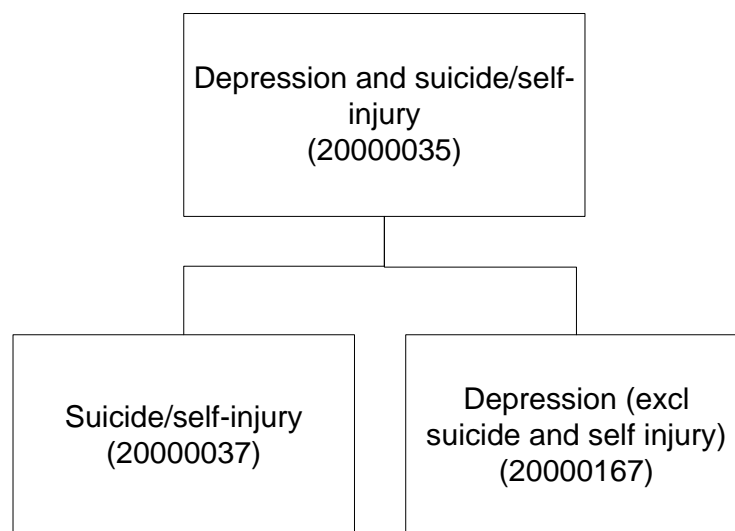 Depression and suicide/self-
injury
(20000035)
Suicide/self-injury
(20000037)
Depression (excl
suicide and self injury)
(20000167)